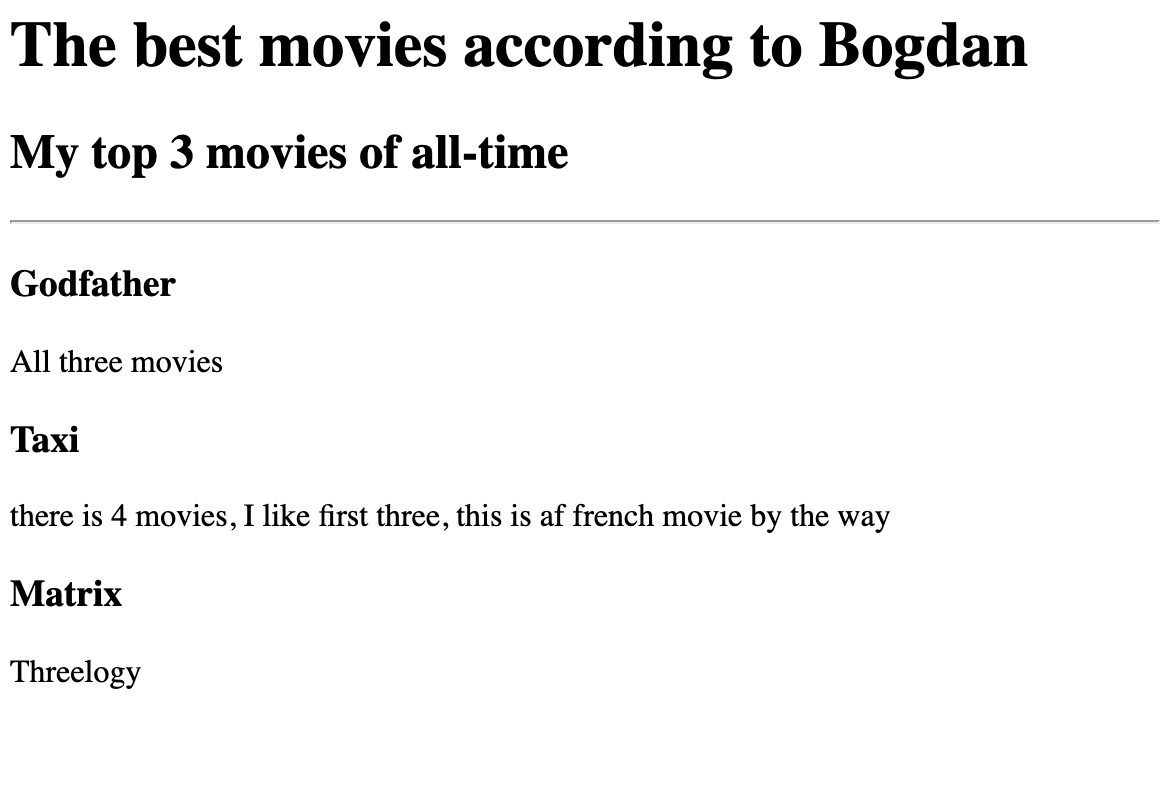 The best movies according to Bogdan
My top 3 movies of all-time
Godfather
All three movies
Taxi
there is 4 movies, I like first three, this is af french movie by the way
Matrix
Threelogy